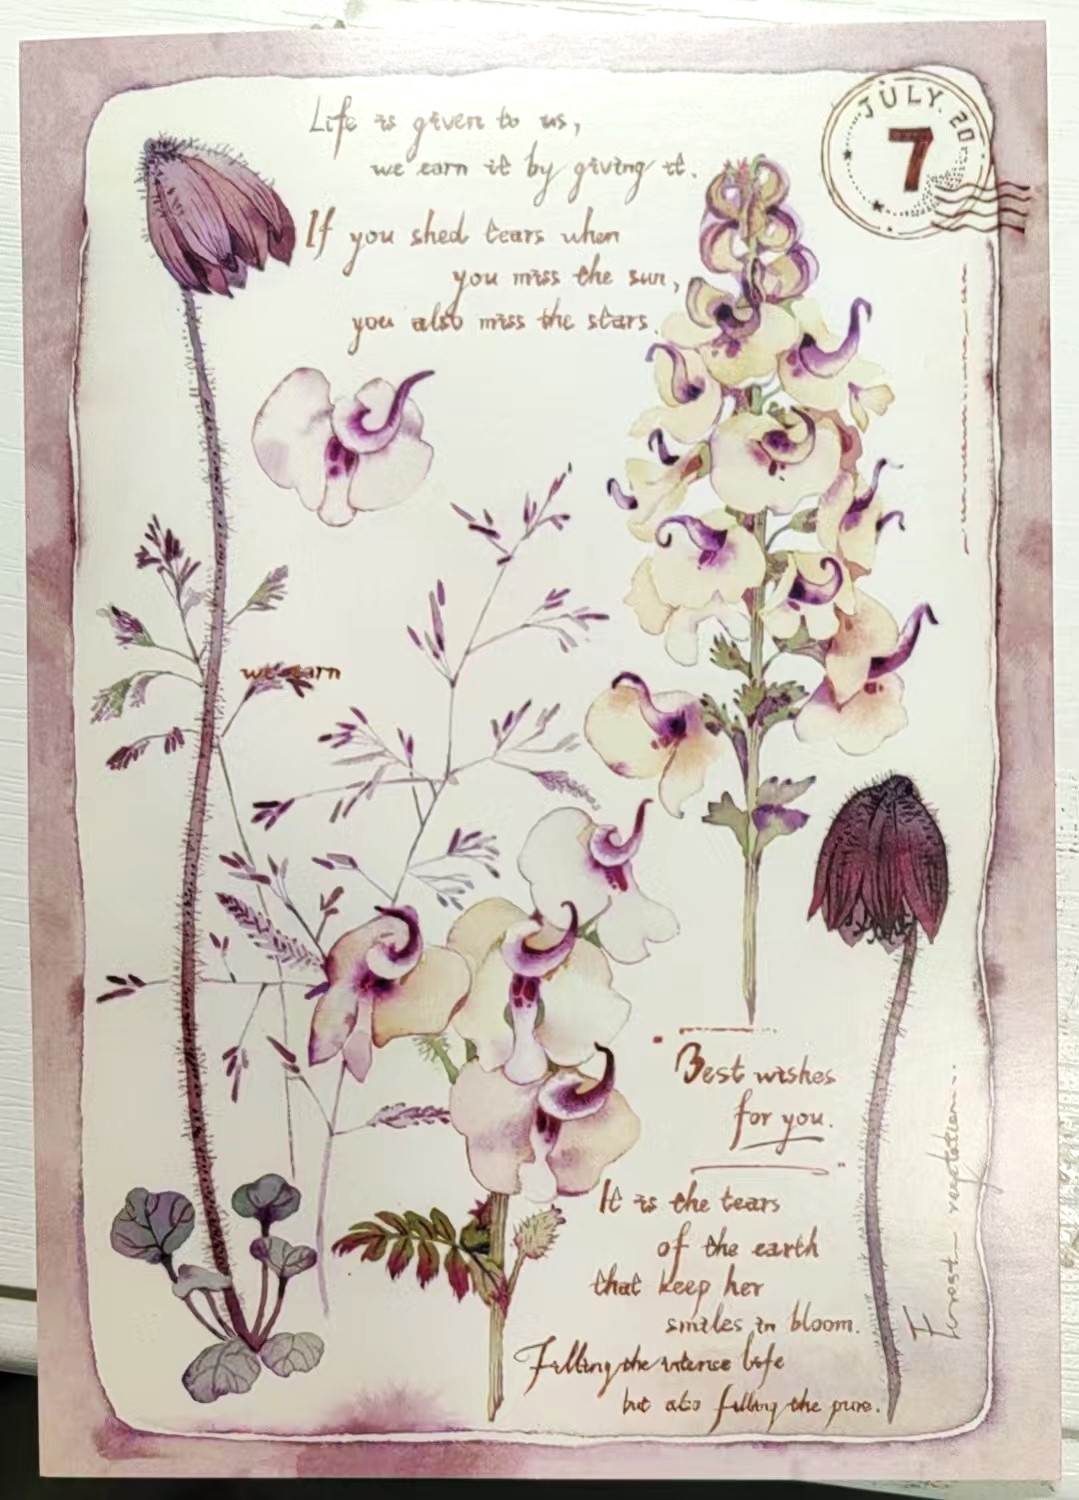 Life is given to us,
we earn it by giving it.
If you shed tears when
you miss the sun,
you also miss the stars.
JULY. 20
7
we earn
Best wishes
for you.
It is the tears
of the earth
that keep her
smiles in bloom.
Filling the intense life
but also filling the pure.
Forest